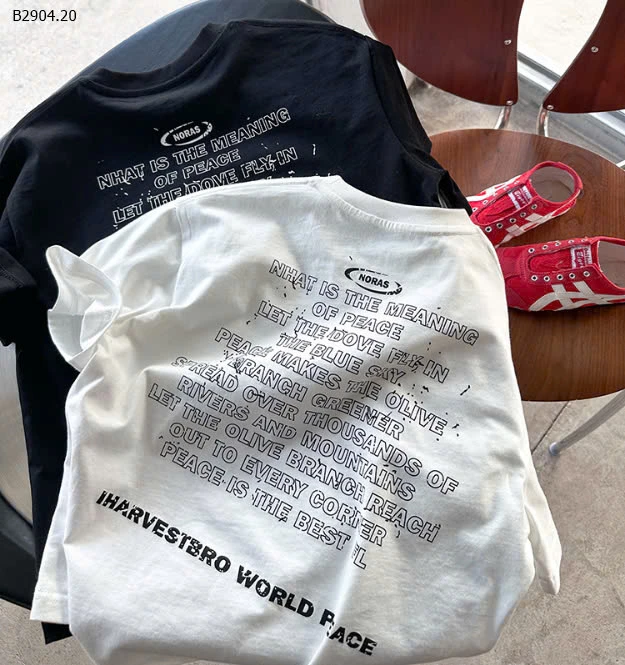 B2904.20
NORAS
NHAT IS THE MEANING
OF PEACE
LET THE DOVE FLY IN
NORAS
NHAT IS THE MEANING
OF PEACE
LET THE DOVE FLY IN
THE BLUE SKY
PEACE MAKES THE OLIVE
BRANCH GREENER
SPREAD OVER THOUSANDS OF
RIVERS AND MOUNTAINS
LET THE OLIVE BRANCH REACH
OUT TO EVERY CORNER
PEACE IS THE BEST
IHARVESTBRO WORLD